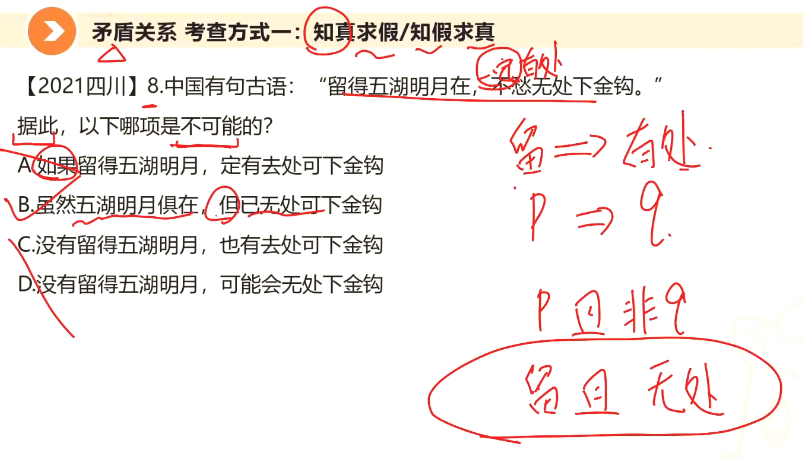 矛盾关系 考查方式一：知真求假/知假求真
一定有处
【2021四川】8.中国有句古语：“留得五湖明月在，不愁无处下金钩。”
据此，以下哪项是不可能的？
A.如果留得五湖明月，定有去处可下金钩
B.虽然五湖明月俱在，但已无处可下金钩
C.没有留得五湖明月，也有去处可下金钩
D.没有留得五湖明月，可能会无处下金钩
留⇒有处.
P⇒q.
P且非q
留且无处